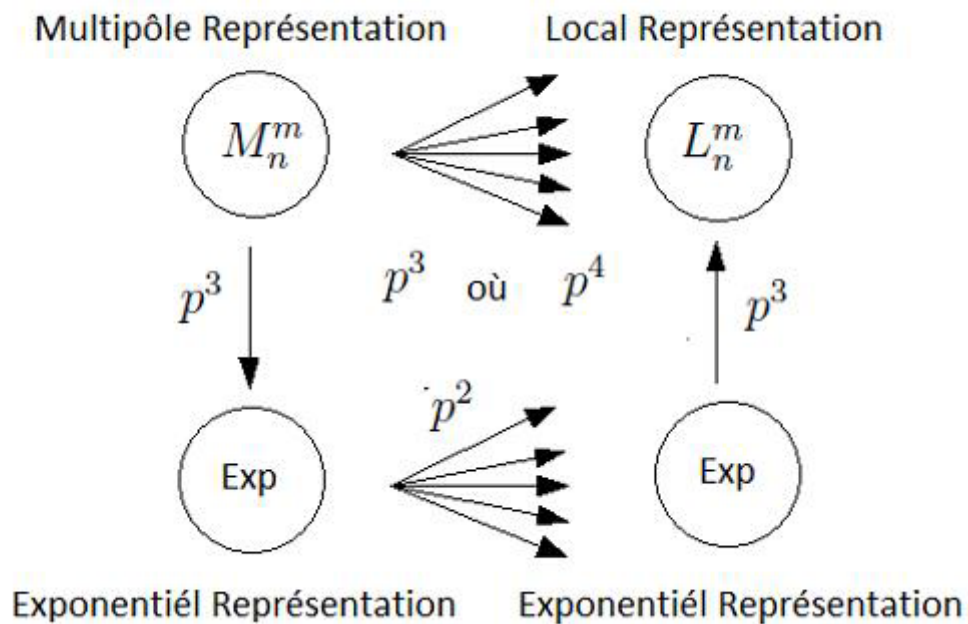 Multipôle Représentation
Local Représentation
$M_n^m$
$L_n^m$
$p^3$
$p^3$ où $p^4$
$p^3$
$p^2$
Exp
Exp
Exponentiél Représentation
Exponentiél Représentation